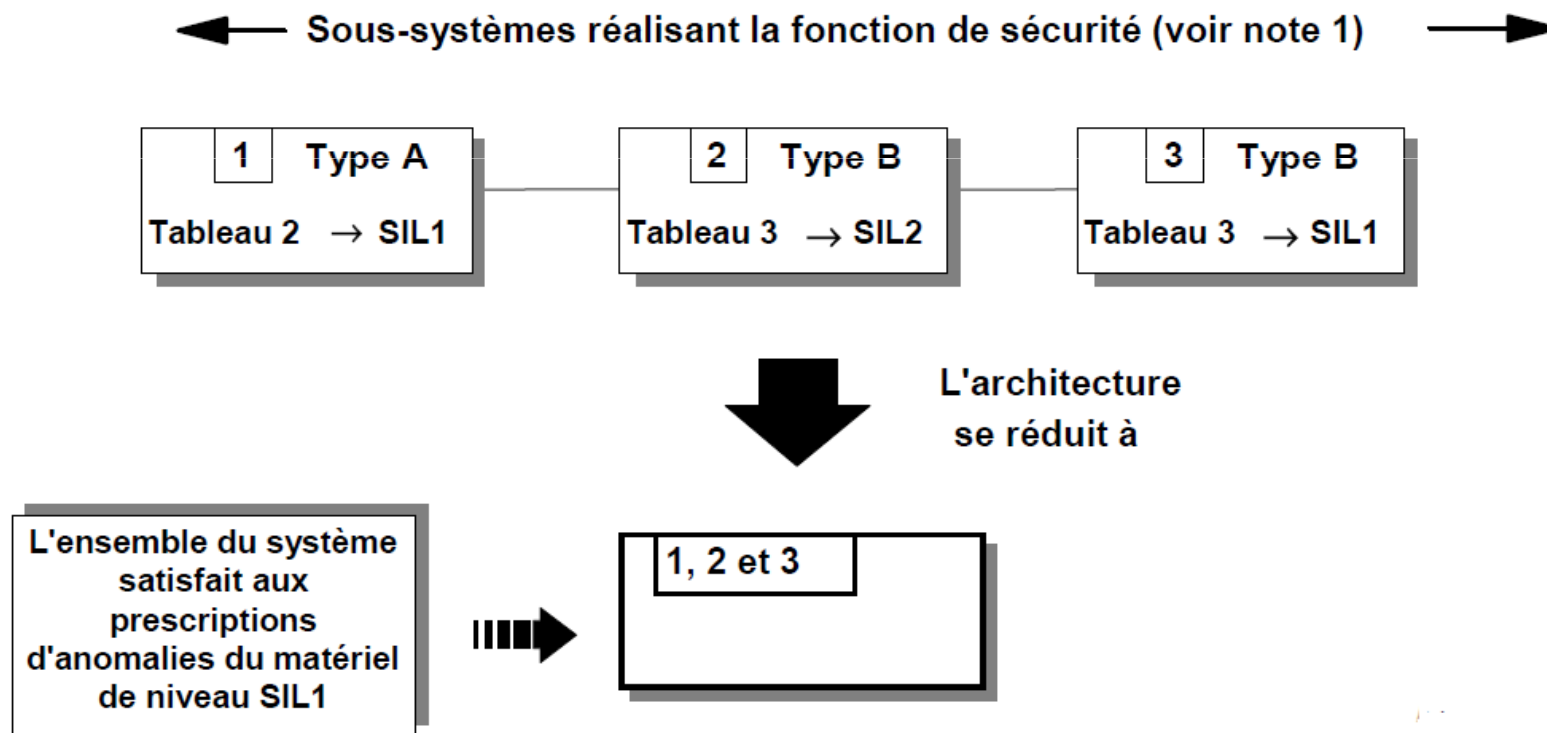 Sous-systèmes réalisant la fonction de sécurité (voir note 1)
1 Type A
Tableau 2 → SIL1
2 Type B
Tableau 3 → SIL2
3 Type B
Tableau 3 → SIL1
L'architecture
se réduit à
L'ensemble du système
satisfait aux
prescriptions
d'anomalies du matériel
de niveau SIL1
1, 2 et 3